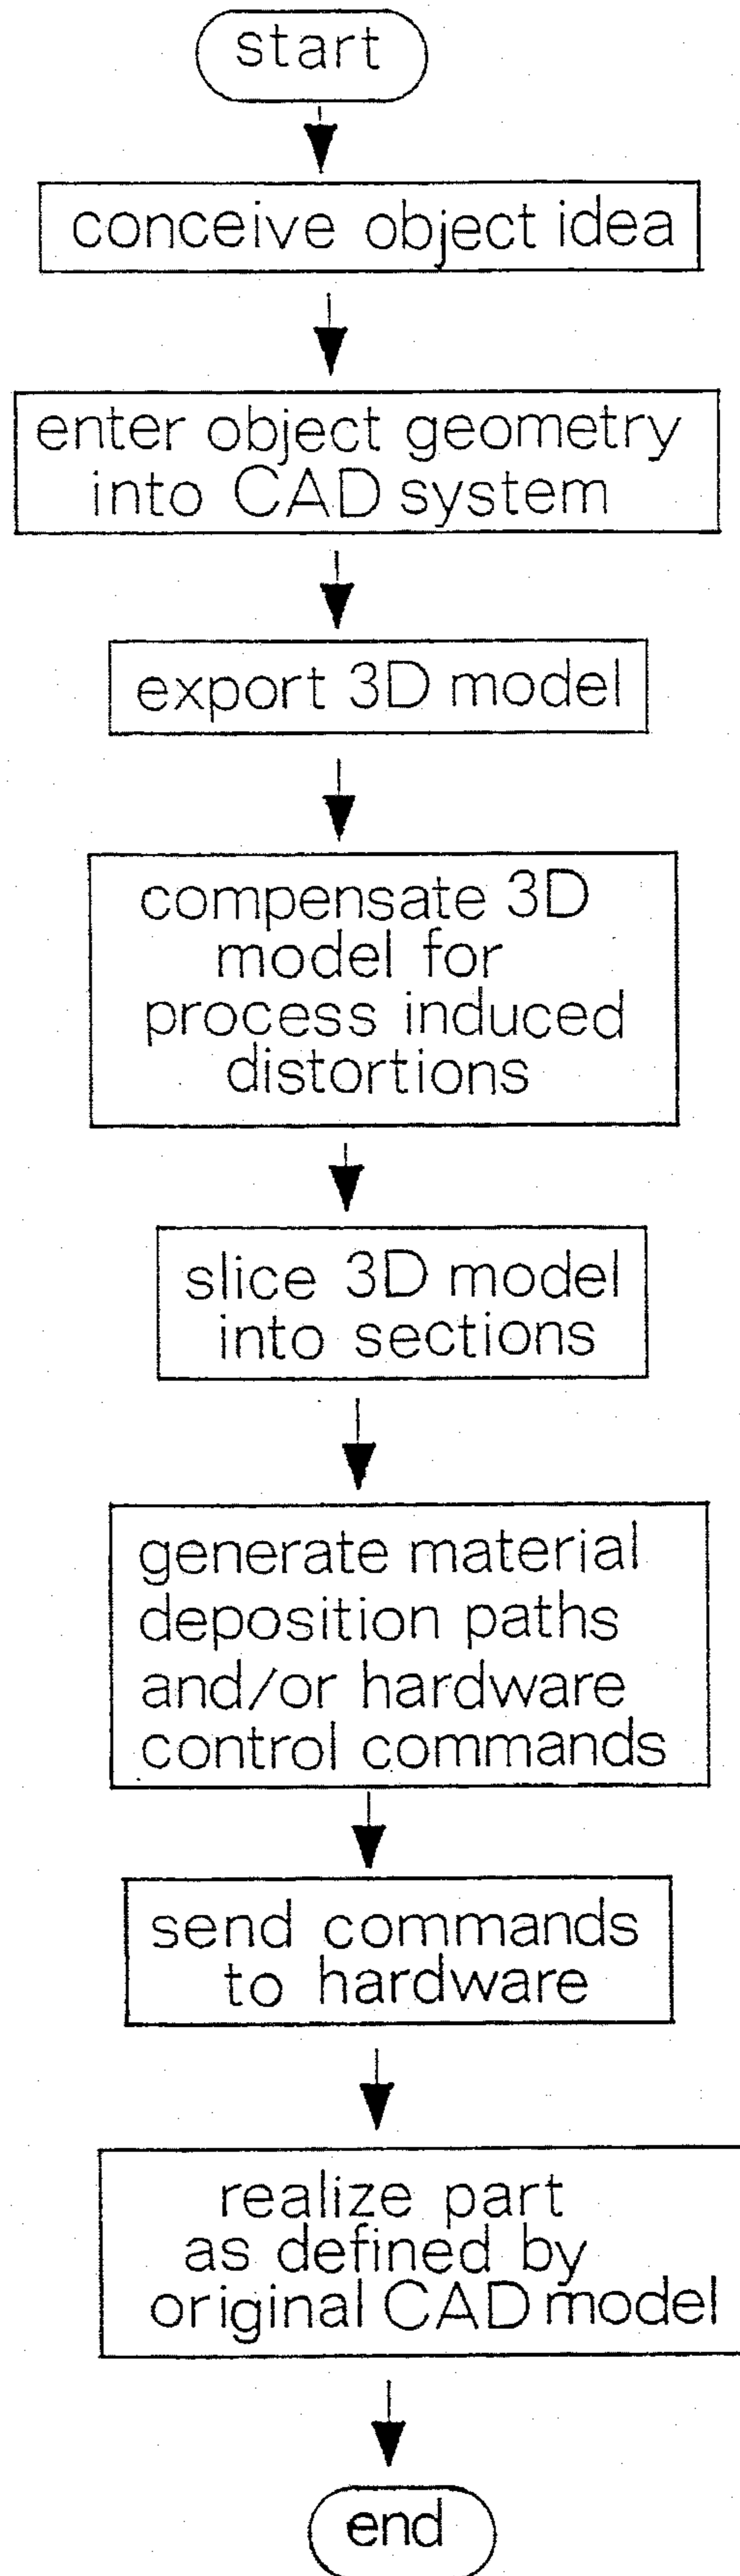 start
conceive object idea
enter object geometry
into CAD system
export 3D model
compensate 3D
model for
process induced
distortions
slice 3D model
into sections
generate material
deposition paths
and/or hardware
control commands
send commands
to hardware
realize part
as defined by
original CAD model
end